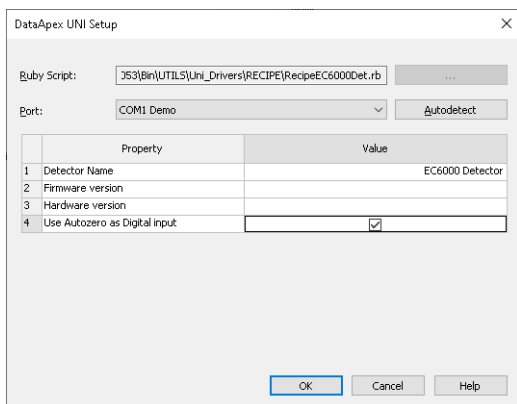 DataApex UNI Setup
Ruby Script: J53\Bin\UTILS\Uni_Drivers\RECIPE\RecipeEC6000Det.rb ...
Port: COM1 Demo Autodetect
Property Value
1 Detector Name EC6000 Detector
2 Firmware version
3 Hardware version
4 Use Autozero as Digital input
OK Cancel Help